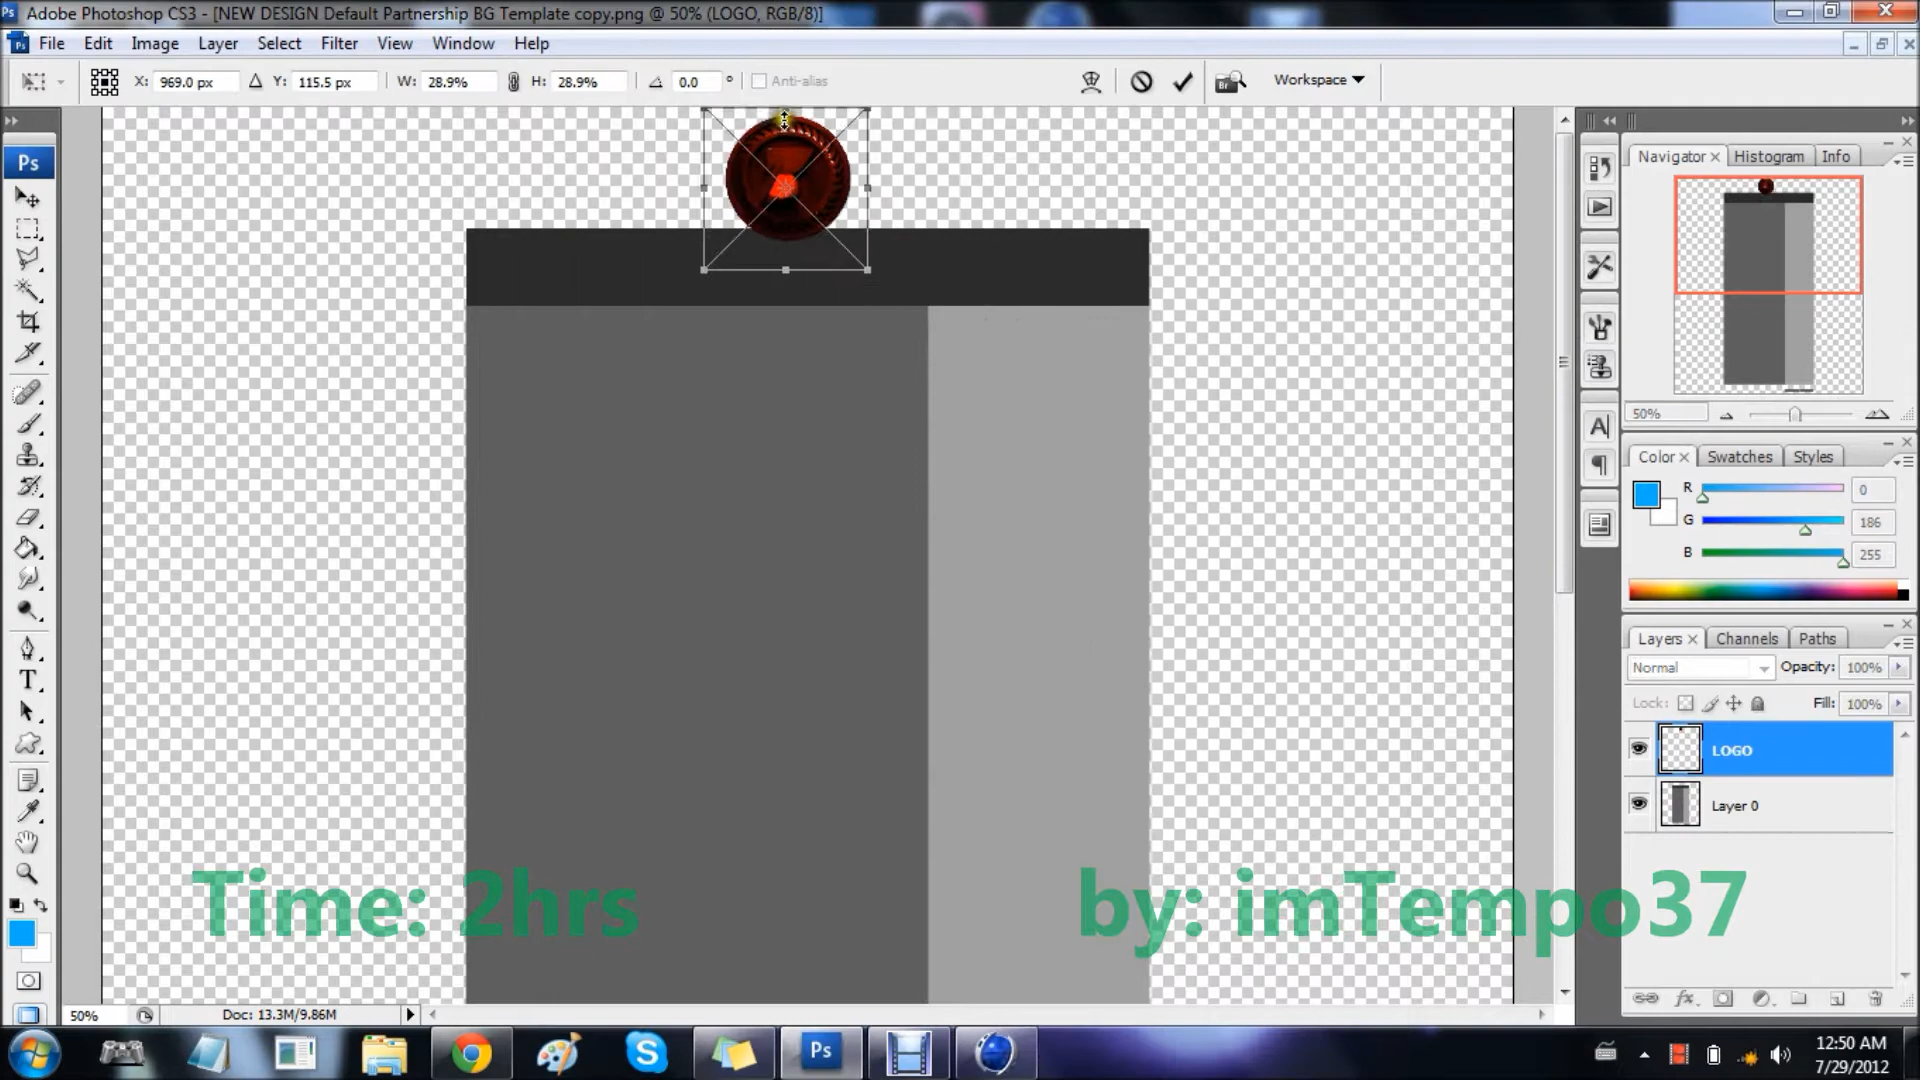 Adobe Photoshop CS3 - [NEW DESIGN Default Partnership BG Template copy.png @ 50% (LOGO, RGB/8)]
File Edit Image Layer Select Filter View Window Help
X: 969.0 px Y: 115.5 px W: 28.9% H: 28.9% 0.0 ° Anti-alias Workspace
Ps
Navigator Histogram Info
50%
Color Swatches Styles
R 0
G 186
B 255
Layers Channels Paths
Normal Opacity: 100%
Lock: Fill: 100%
LOGO
Layer 0
Time: 2hrs by: imTempo37
50% Doc: 13.3M/9.86M
12:50 AM
7/29/2012